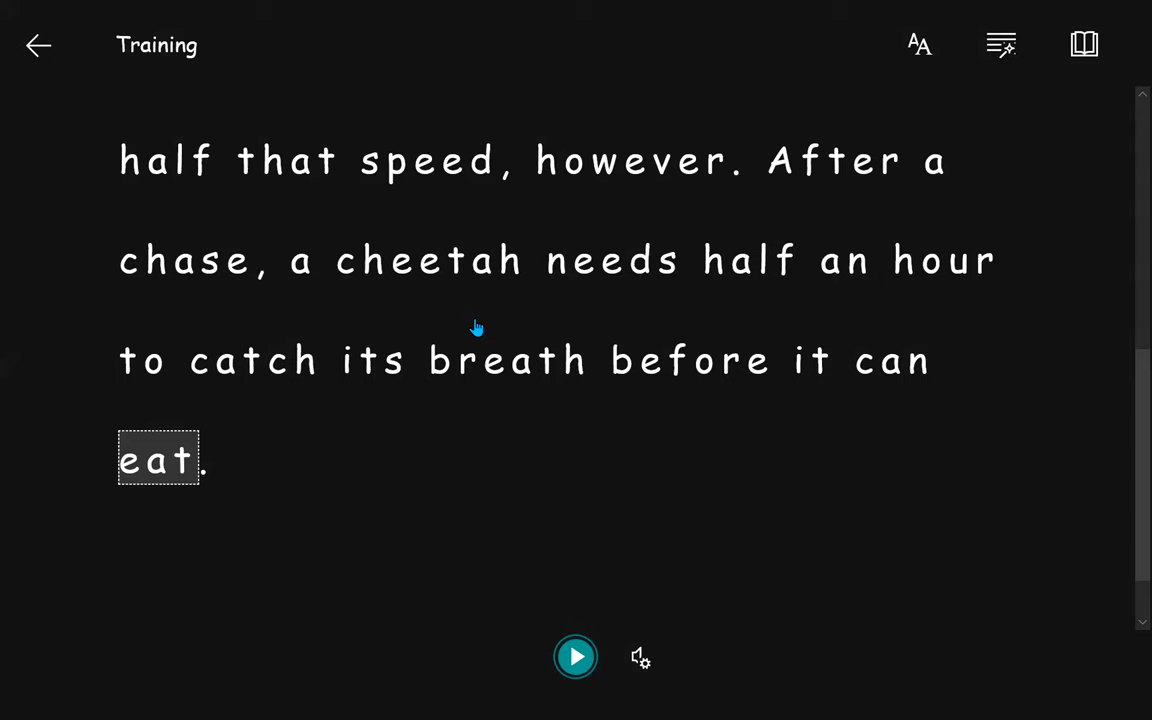 Training
AA
half that speed, however. After a
chase, a cheetah needs half an hour
to catch its breath before it can
eat.